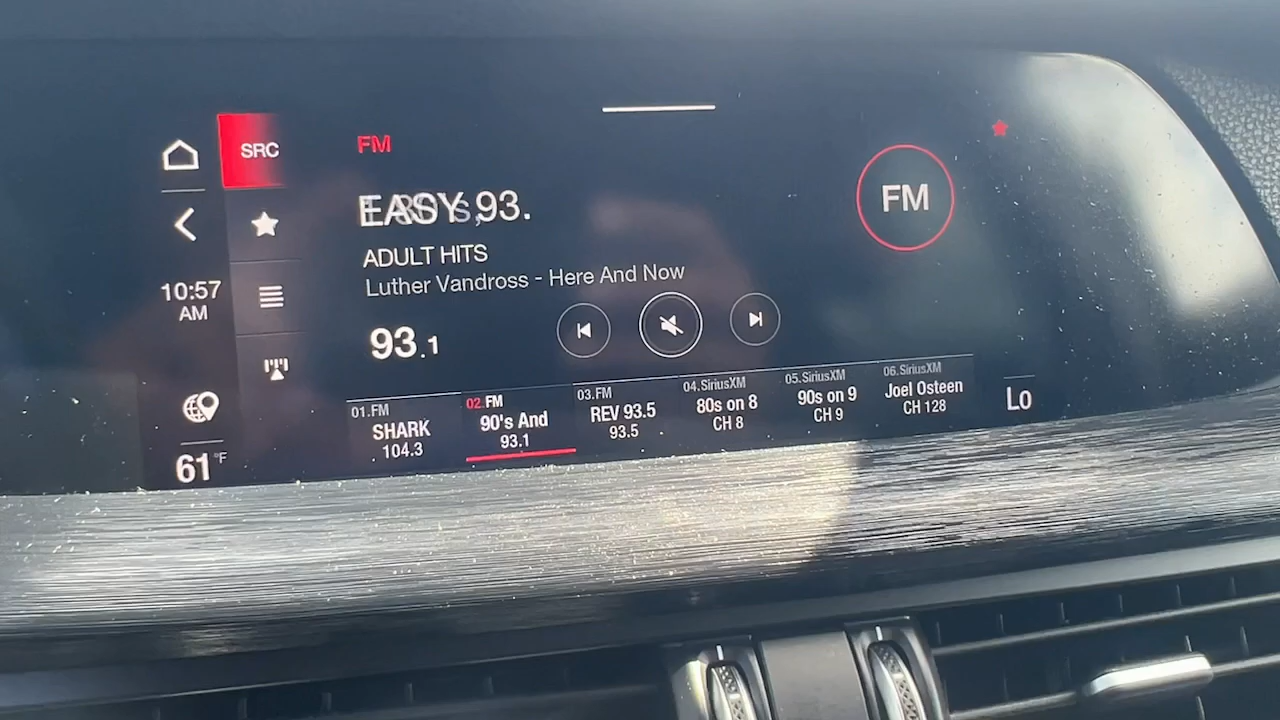 SRC
FM
EASY 93.
ADULT HITS
Luther Vandross - Here And Now
FM
10:57
AM
93.1
01.FM
SHARK
104.3
02.FM
90's And
93.1
03.FM
REV 93.5
93.5
04.SiriusXM
80s on 8
CH 8
05.SiriusXM
90s on 9
CH 9
06.SiriusXM
Joel Osteen
CH 128
Lo
61°F